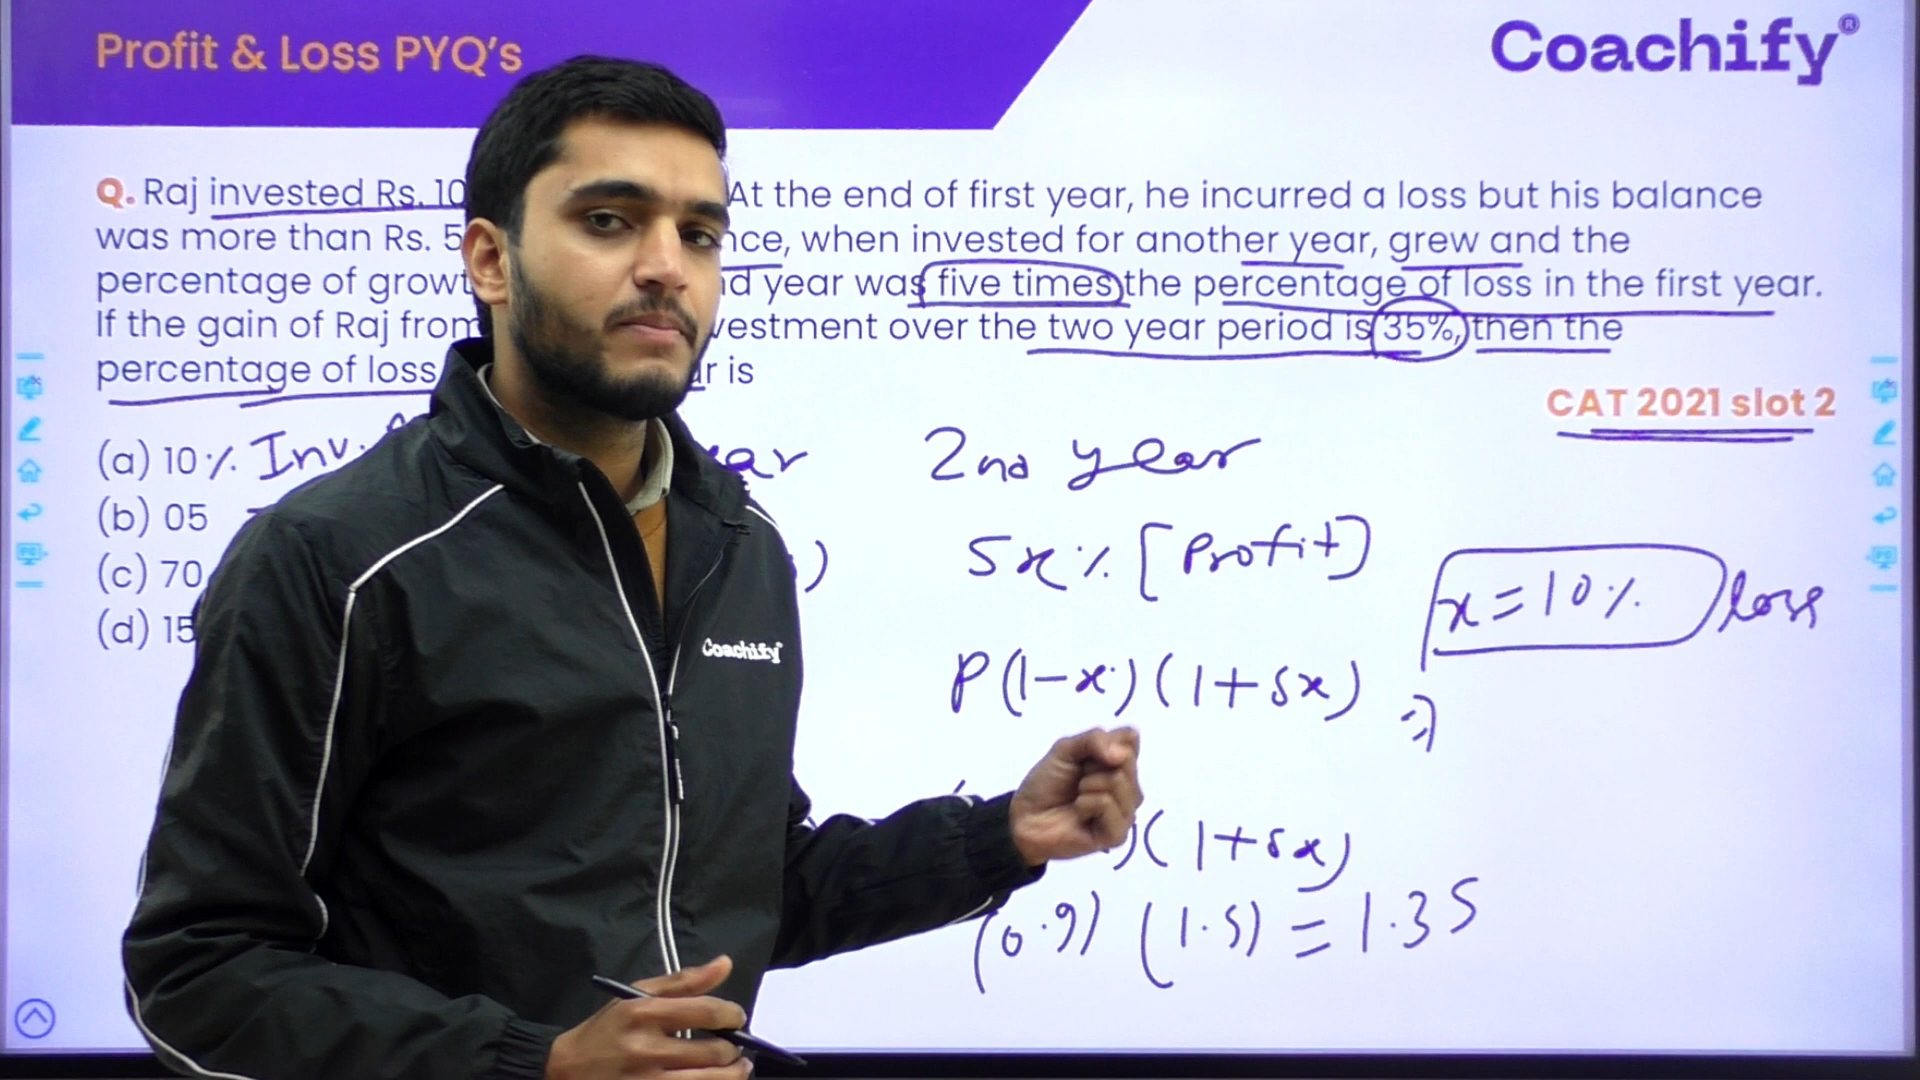 Profit & Loss PYQ's
Coachify®
Q. Raj invested Rs. 10 At the end of first year, he incurred a loss but his balance
was more than Rs. 5 nce, when invested for another year, grew and the
percentage of growt d year was five times the percentage of loss in the first year.
If the gain of Raj from vestment over the two year period is 35%, then the
percentage of loss r is
CAT 2021 slot 2
(a) 10% Inv. ar 2nd year
(b) 05
5x% [Profit]
(c) 70 )
x=10% loss
(d) 15
Coachify®
P(1-x)(1+5x) ⇒
)(1+5x)
(0.9) (1.5) = 1.35